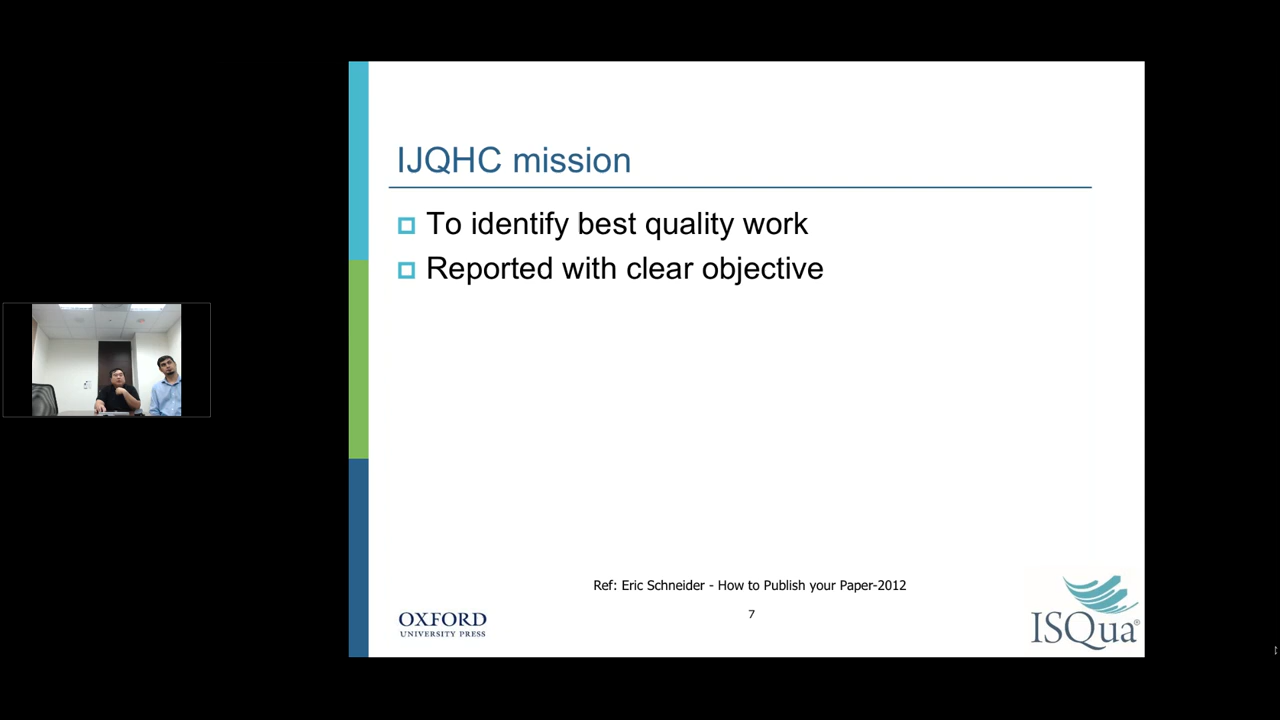 IJQHC mission
To identify best quality work
Reported with clear objective
Ref: Eric Schneider - How to Publish your Paper-2012
7
OXFORD
UNIVERSITY PRESS
ISQua®